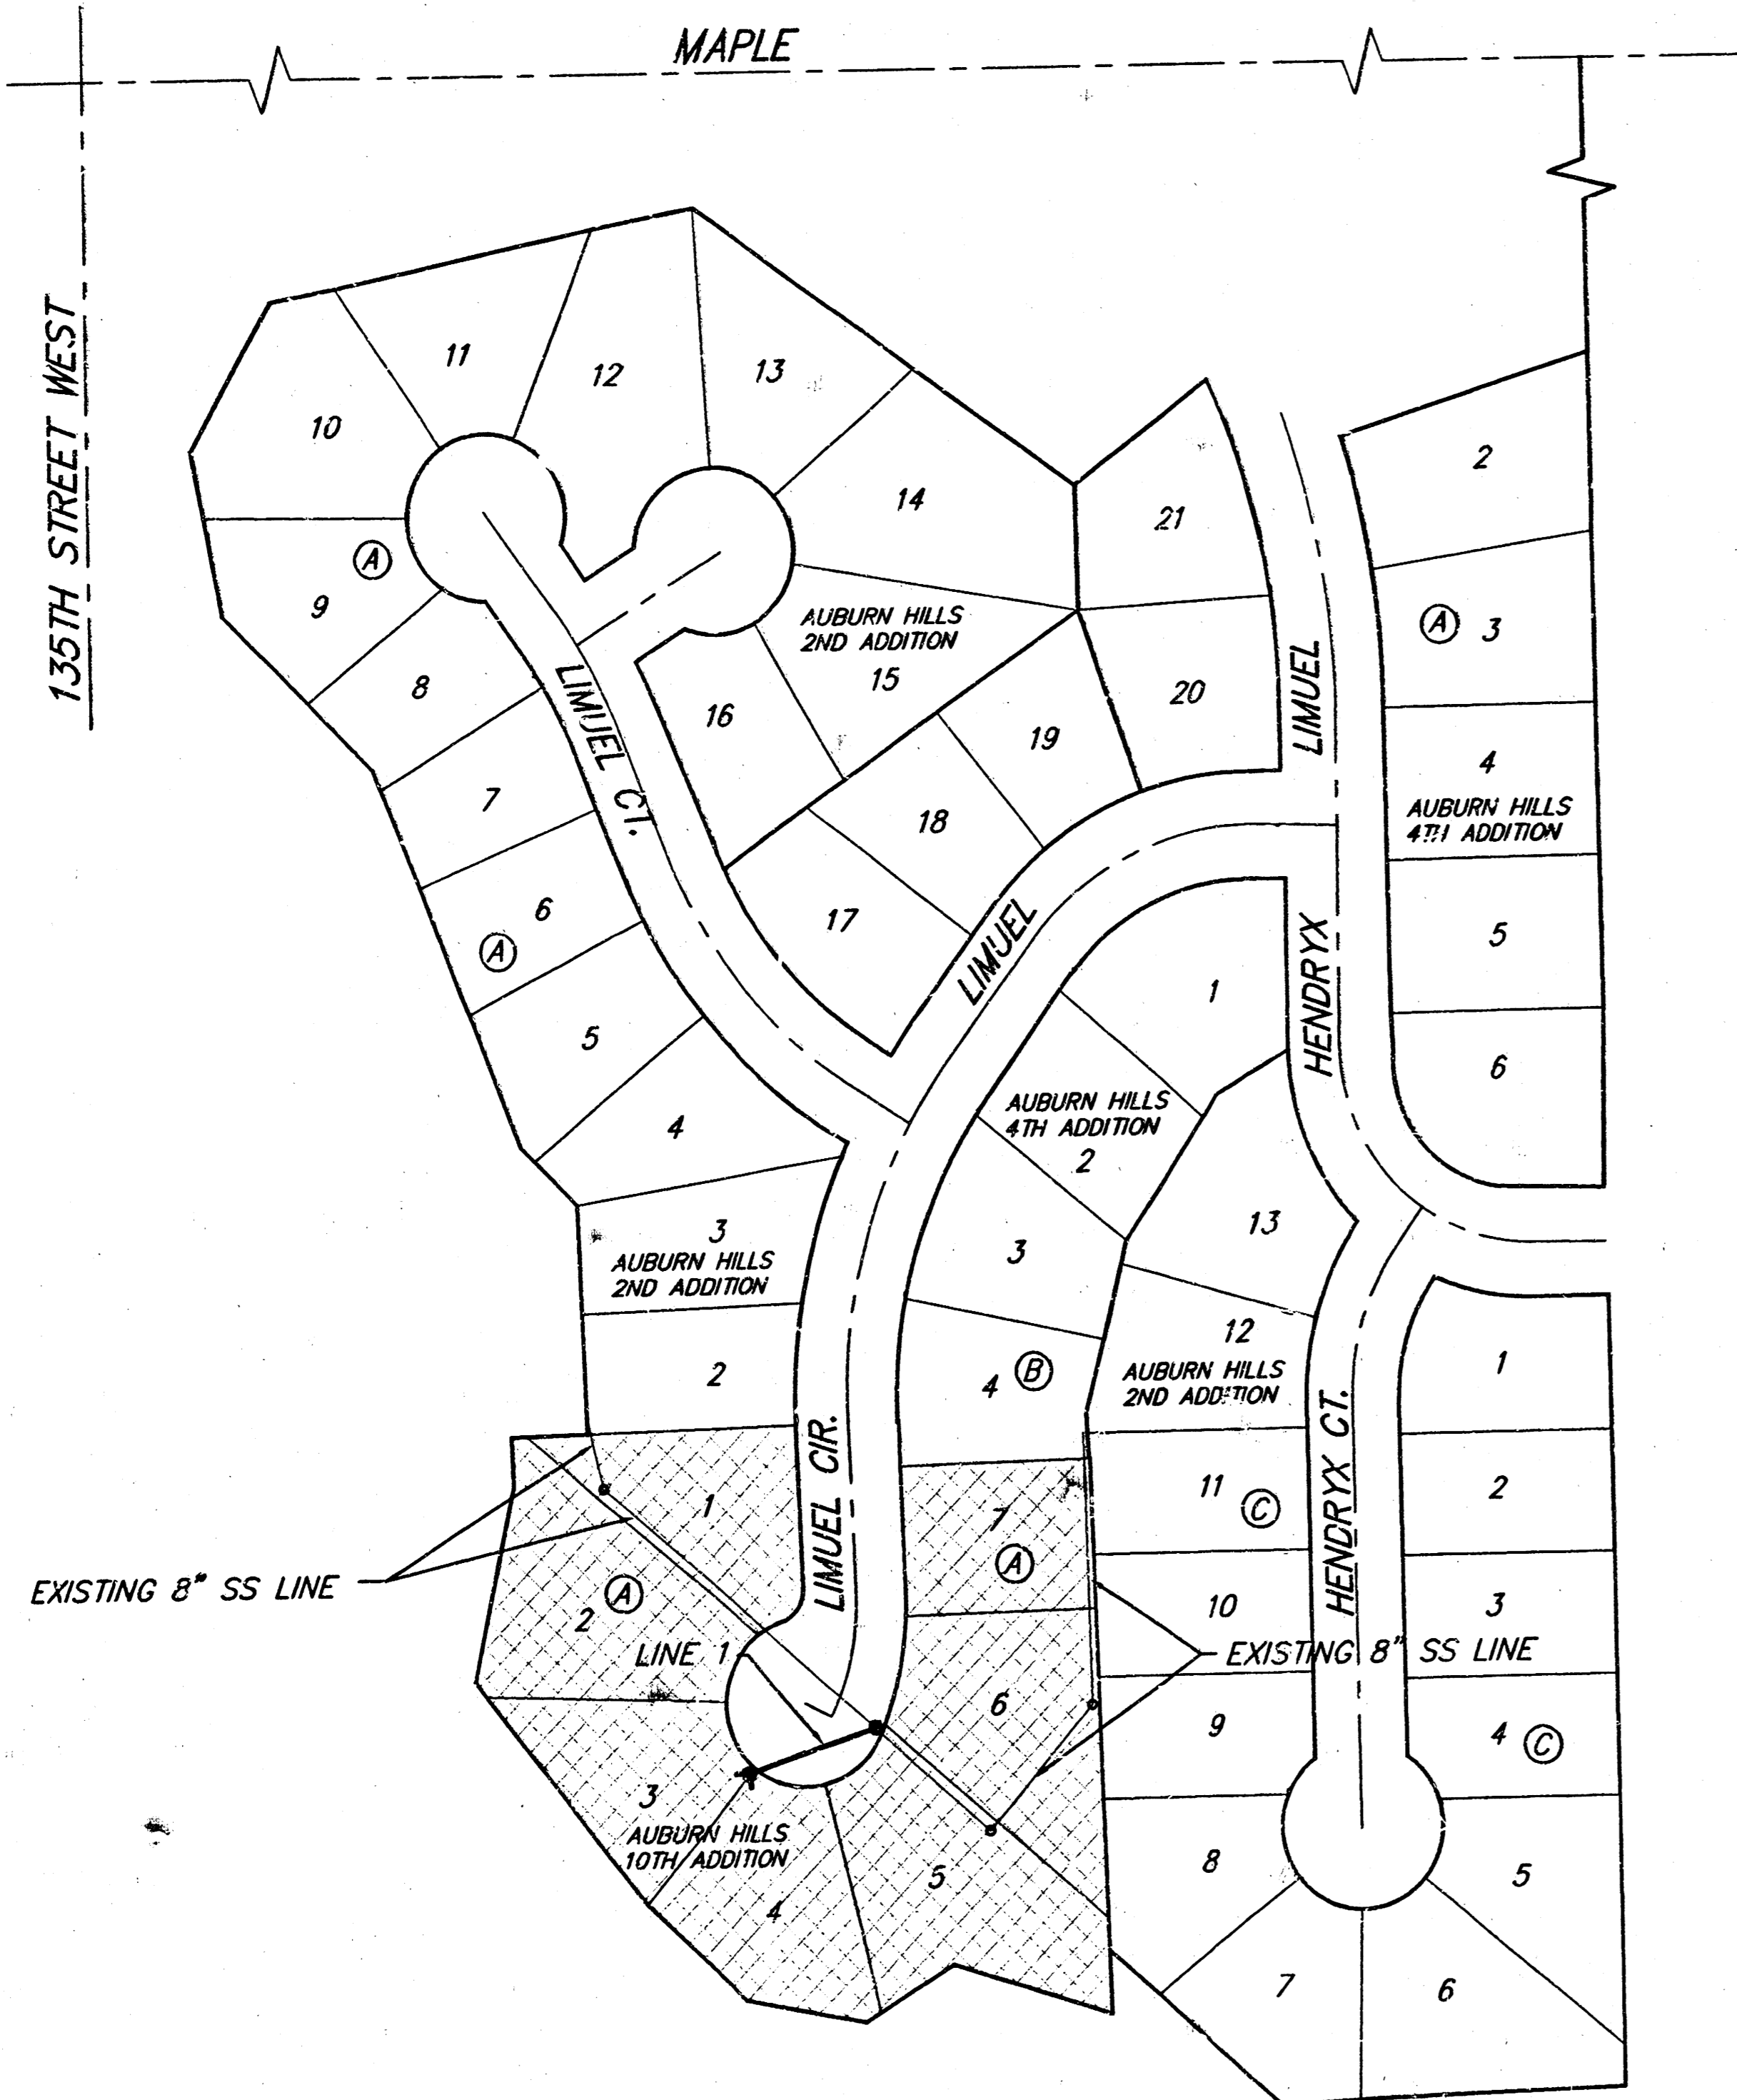 MAPLE
135TH STREET WEST
10
11
12
13
14
9
A
8
7
6
A
5
4
LIMUEL CT.
16
AUBURN HILLS
2ND ADDITION
15
17
18
19
20
21
LIMUEL
LIMUEL
HENDRYX
2
A
3
4
AUBURN HILLS
4TH ADDITION
5
6
1
AUBURN HILLS
4TH ADDITION
2
3
4
B
3
AUBURN HILLS
2ND ADDITION
2
13
12
AUBURN HILLS
2ND ADDITION
11
C
10
9
8
7
6
5
4
C
3
2
1
HENDRYX CT.
LIMUEL CIR.
1
2
A
EXISTING 8" SS LINE
LINE 1
7
A
6
EXISTING 8" SS LINE
3
AUBURN HILLS
10TH ADDITION
4
5